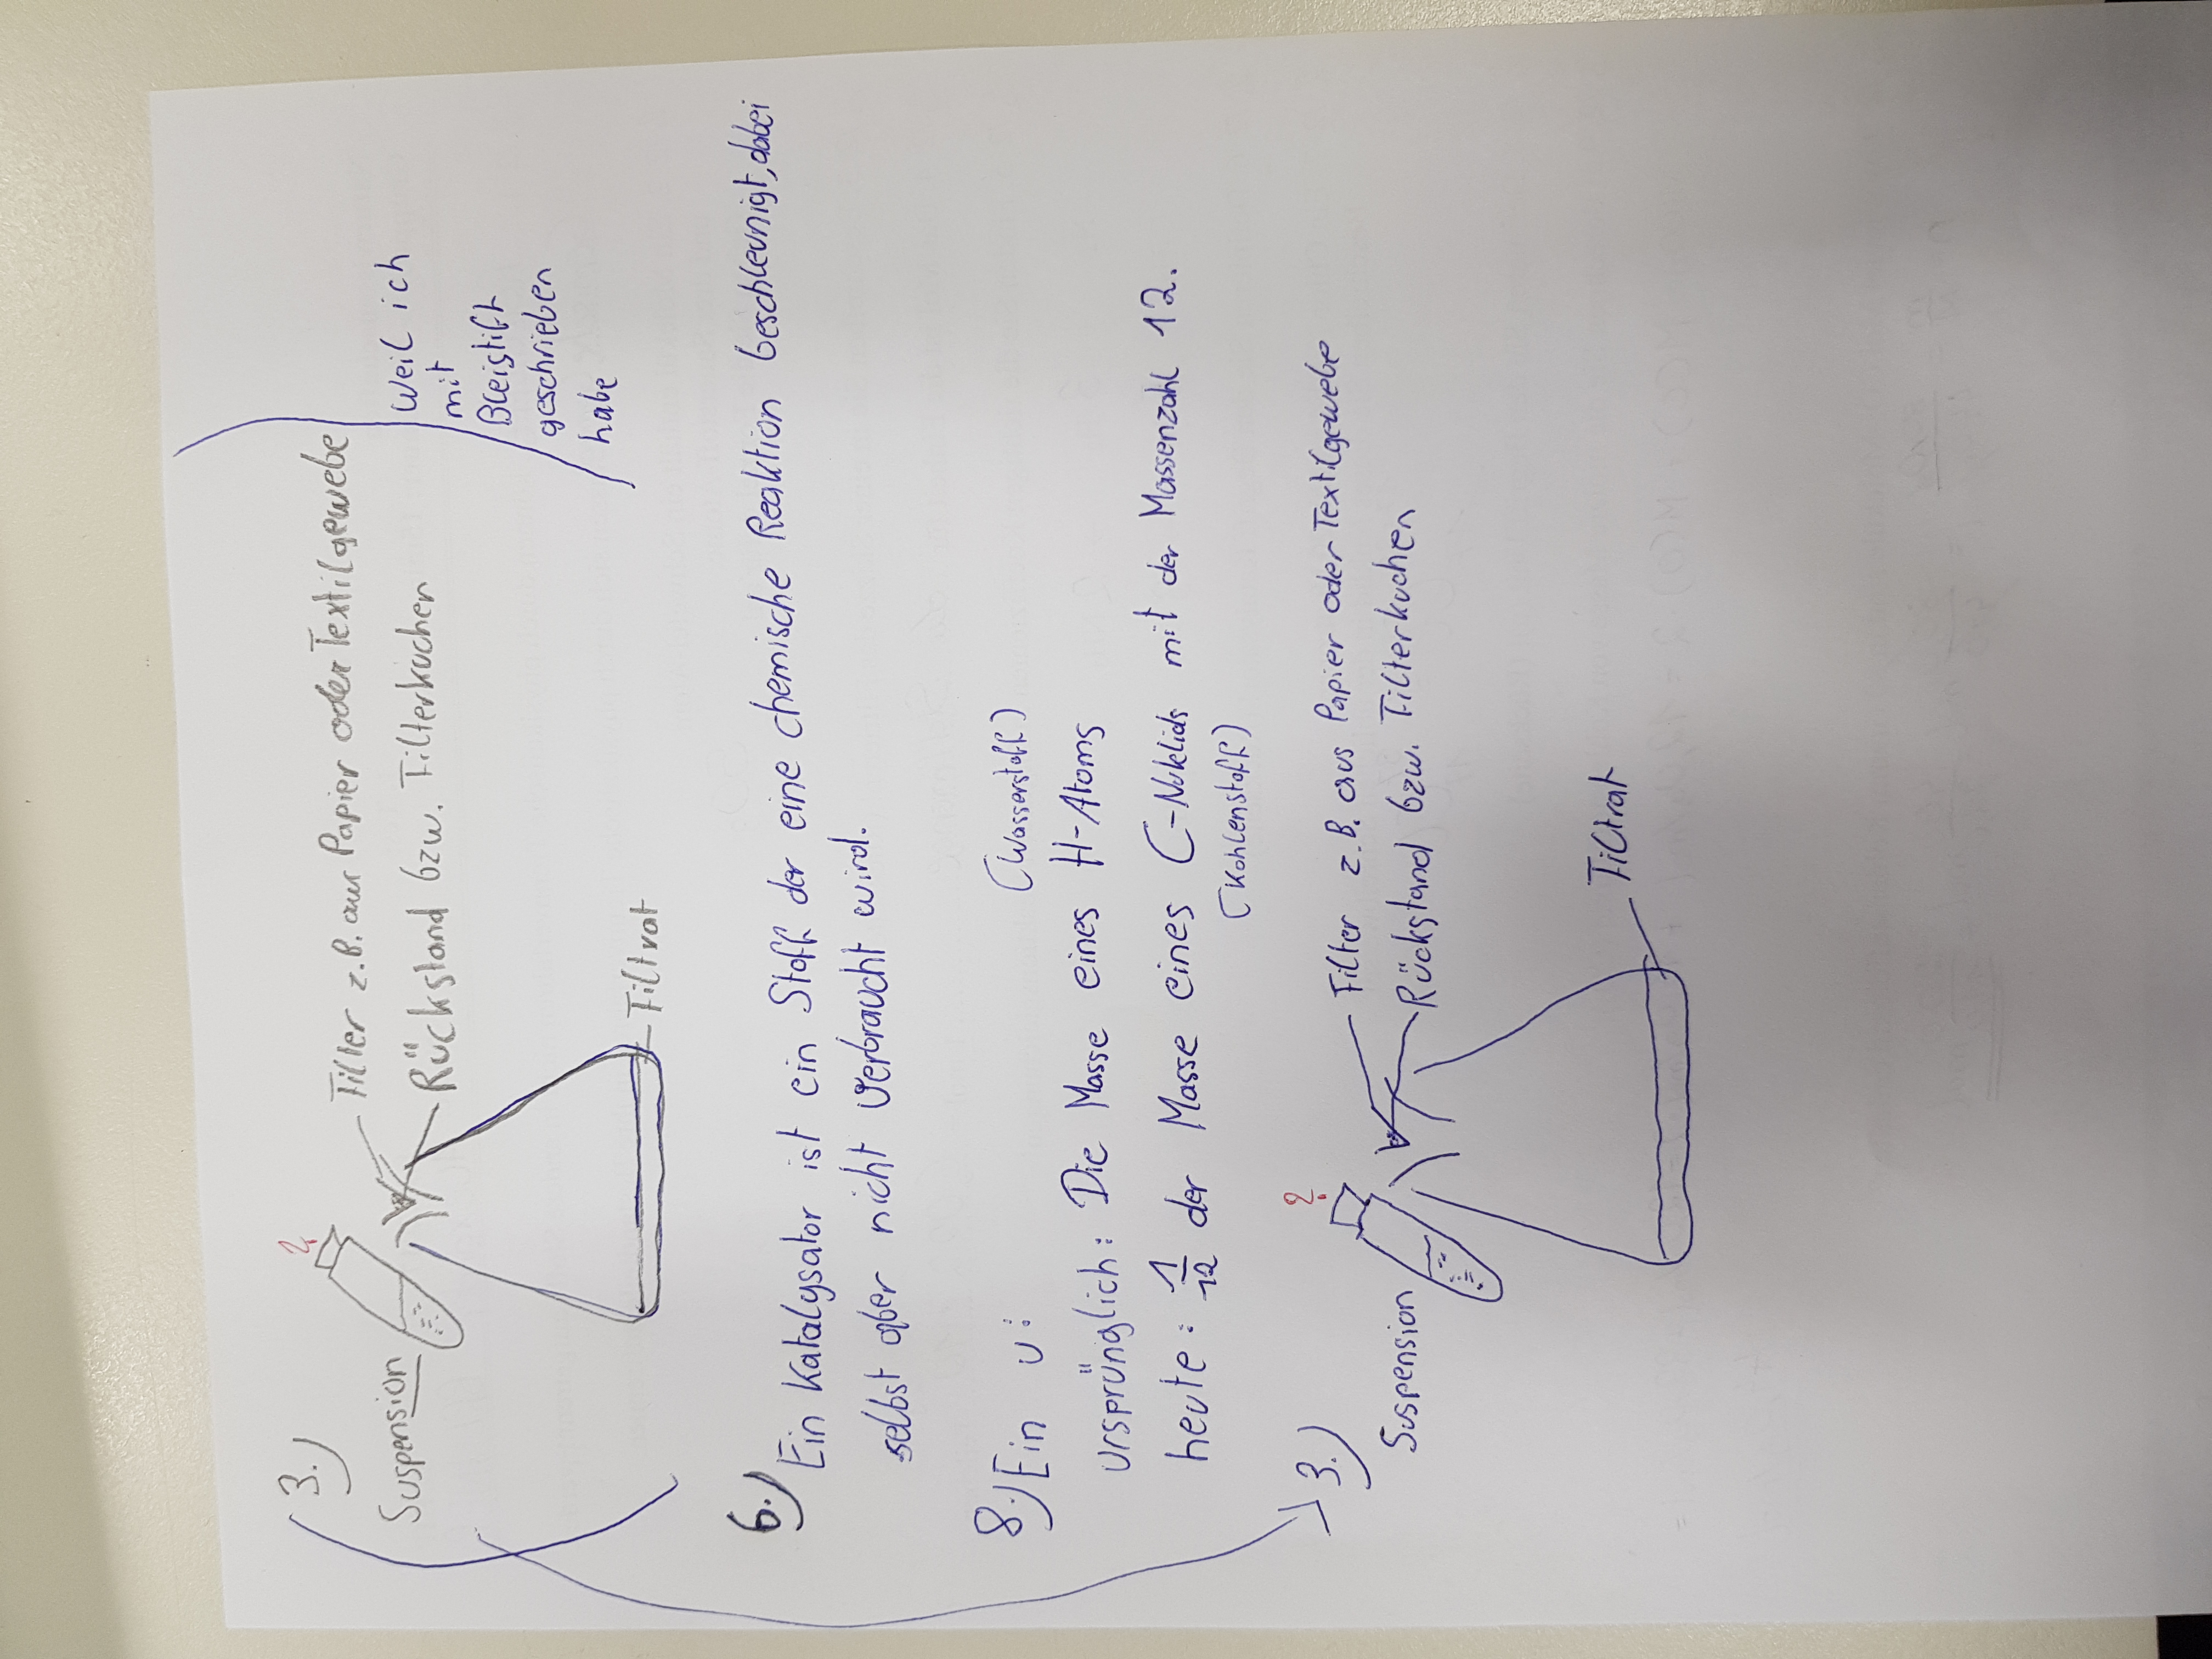 3.)
?
Filter z.B. aus Papier oder Textilgewebe
Suspension
Rückstand bzw. Filterkuchen
Weil ich
mit
Bleistift
geschrieben
habe
Filtrat
6.)
Ein Katalysator ist ein Stoff der eine chemische Reaktion beschleunigt, dabei
selbst aber nicht verbraucht wird.
8.) Ein u:
(Wasserstoff)
ursprünglich: Die Masse eines H-Atoms
heute: 1/12 der Masse eines C-Nuklids mit der Massenzahl 12.
(Kohlenstoff)
3.)
?
Filter z.B. aus Papier oder Textilgewebe
Suspension
Rückstand bzw. Filterkuchen
Filtrat